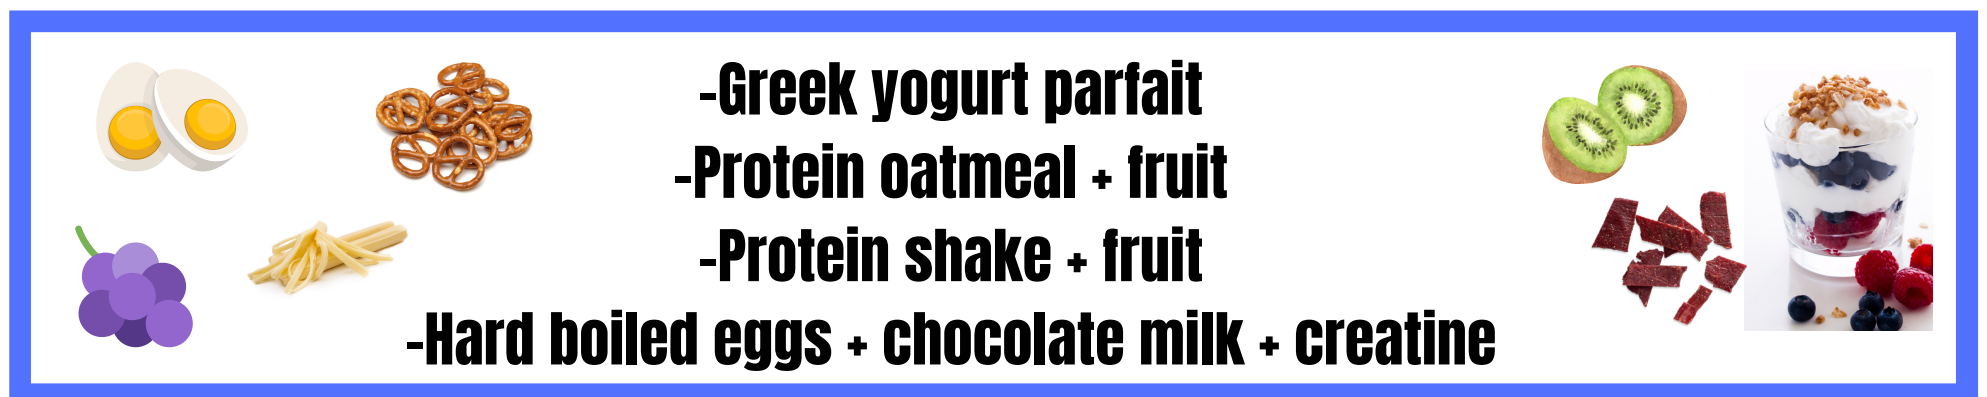 -Greek yogurt parfait
-Protein oatmeal + fruit
-Protein shake + fruit
-Hard boiled eggs + chocolate milk + creatine